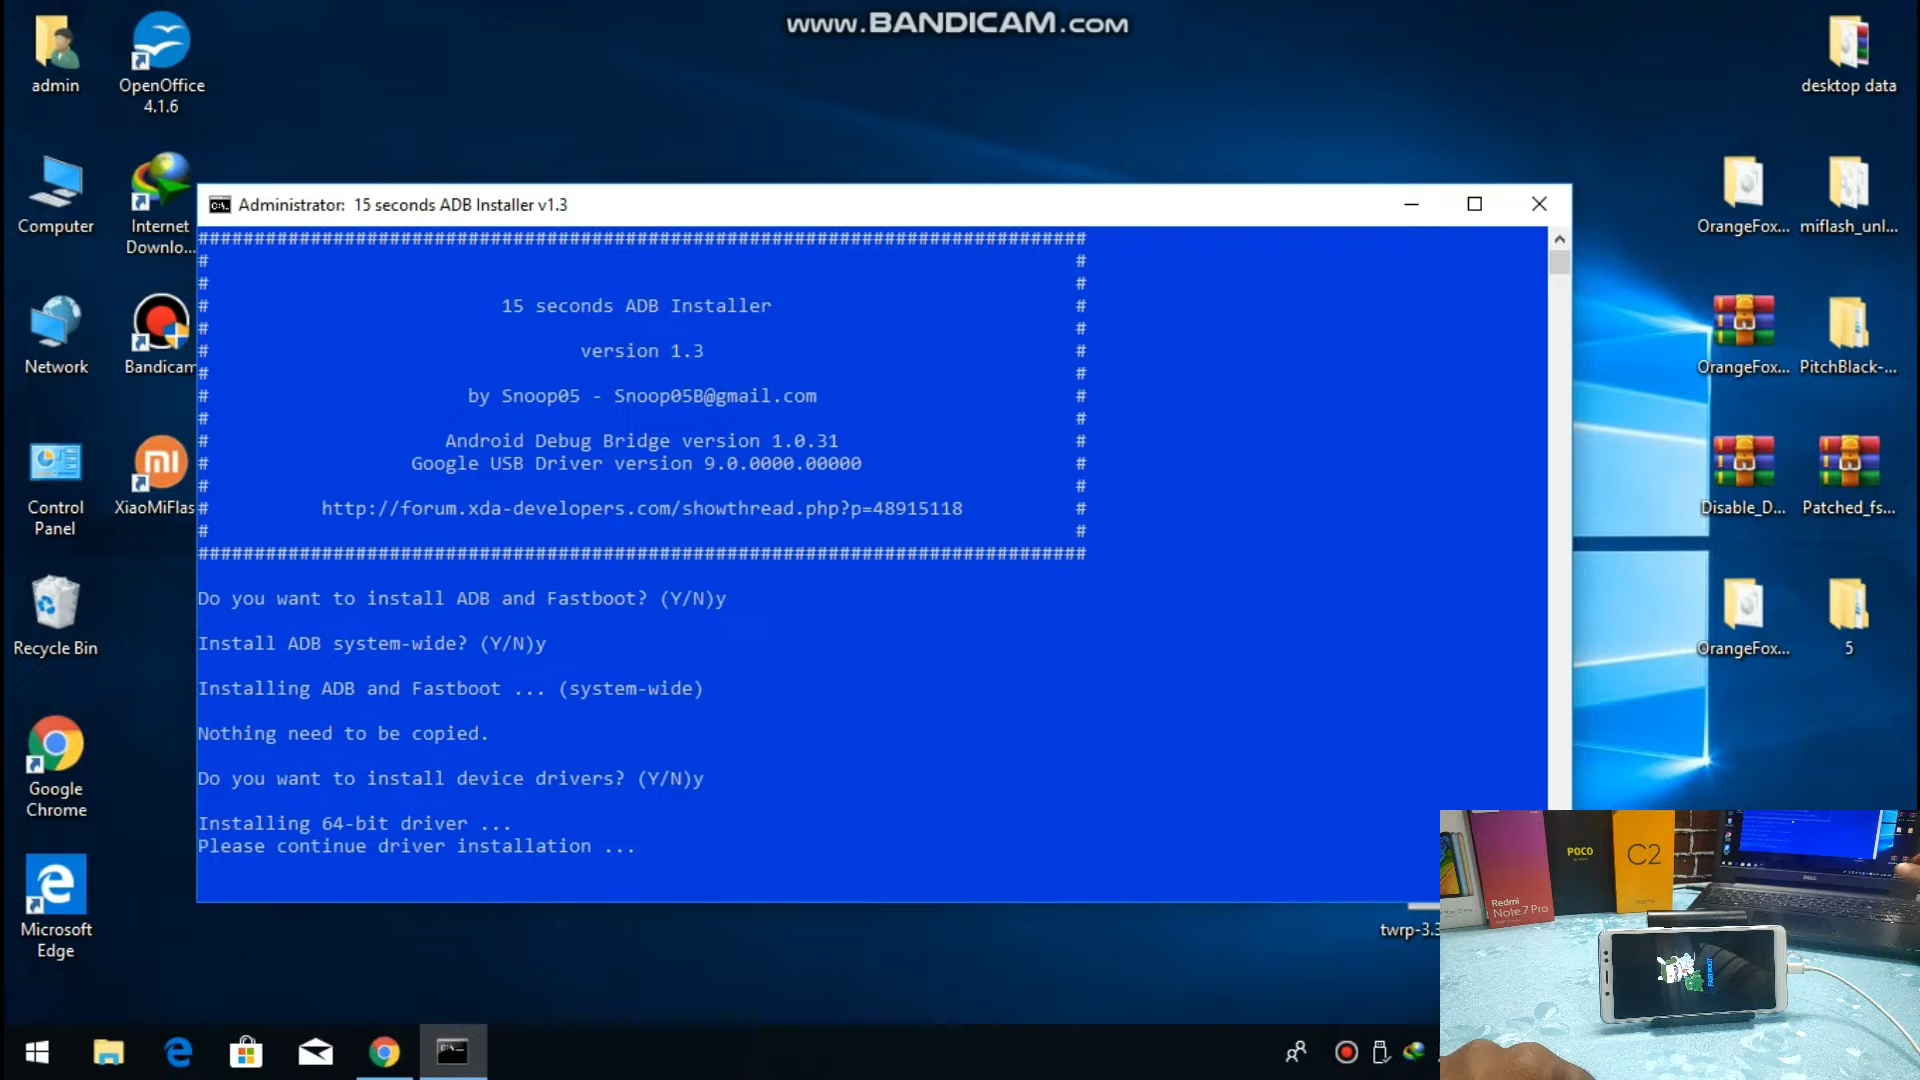 www.BANDICAM.com
admin
OpenOffice
4.1.6
desktop data
Computer
Internet
Downlo...
OrangeFox...
miflash_unl...
Administrator: 15 seconds ADB Installer v1.3
################################################################################
15 seconds ADB Installer
version 1.3
by Snoop05 - Snoop05B@gmail.com
Android Debug Bridge version 1.0.31
Google USB Driver version 9.0.0000.00000
http://forum.xda-developers.com/showthread.php?p=48915118
################################################################################
Do you want to install ADB and Fastboot? (Y/N)y
Install ADB system-wide? (Y/N)y
Installing ADB and Fastboot ... (system-wide)
Nothing need to be copied.
Do you want to install device drivers? (Y/N)y
Installing 64-bit driver ...
Please continue driver installation ...
Network
Bandicam
OrangeFox...
PitchBlack-...
Control
Panel
XiaoMiFlas
Disable_D...
Patched_fs...
Recycle Bin
OrangeFox...
5
Google
Chrome
Microsoft
Edge
twrp-3.3
Redmi
Note 7 Pro
POCO
C2
DELL
FASTBOOT